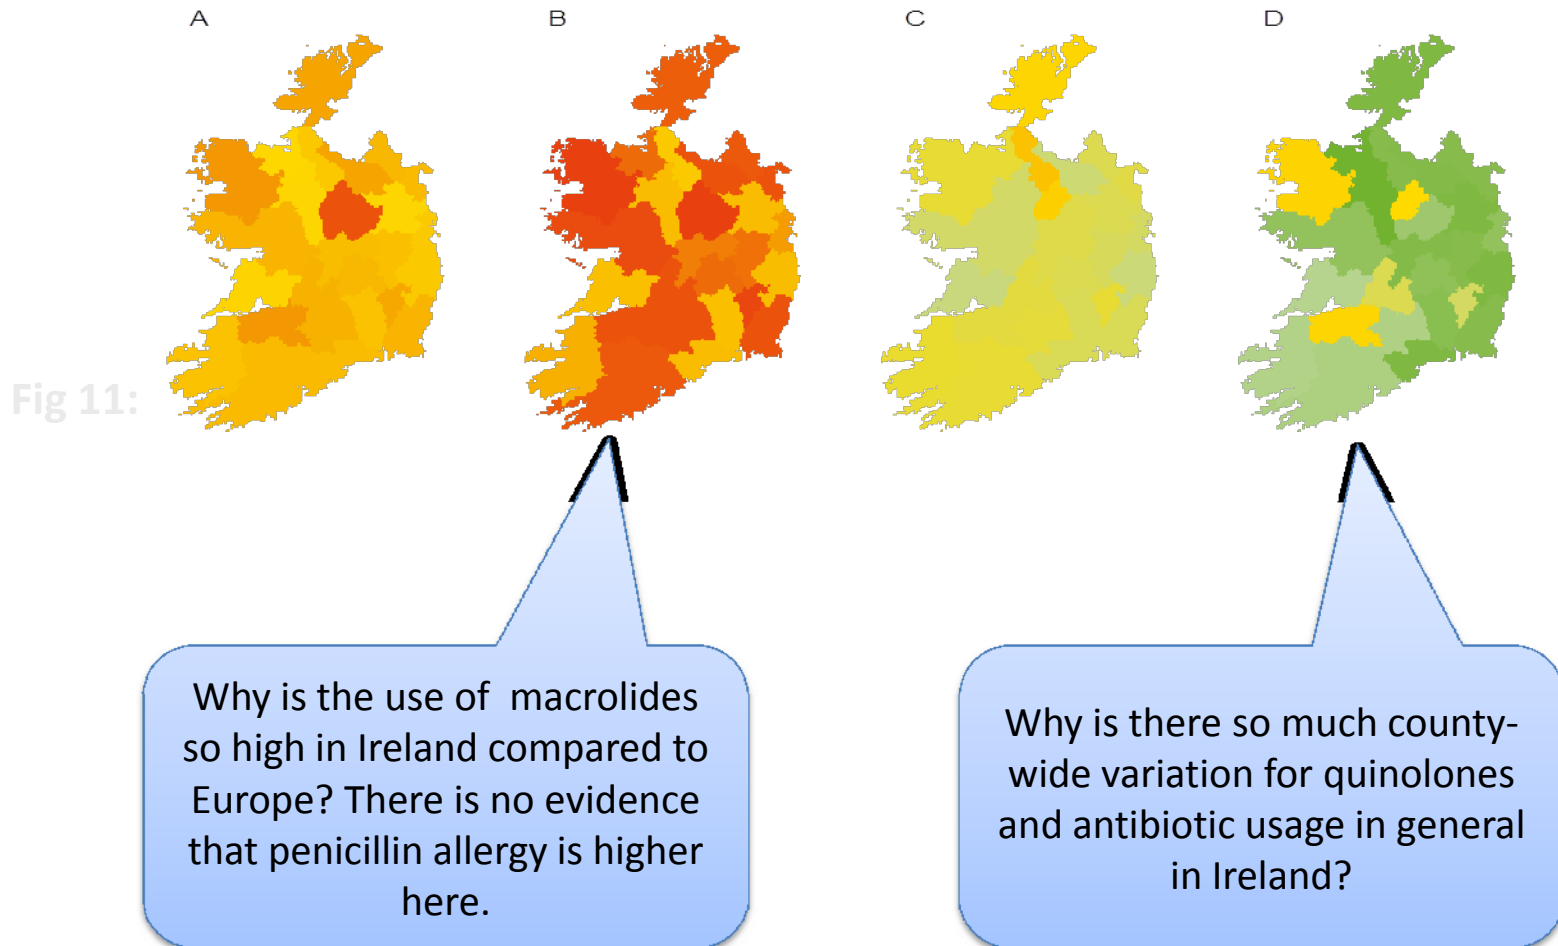 A
B
C
D
Fig 11:
Why is the use of  macrolides
so high in Ireland compared to
Europe? There is no evidence
that penicillin allergy is higher
here.
Why is there so much county-
wide variation for quinolones
and antibiotic usage in general
in Ireland?